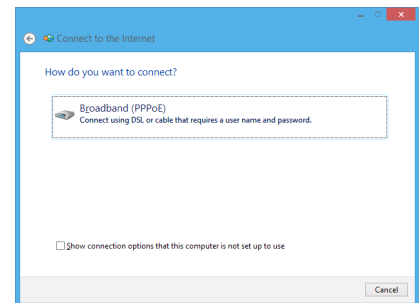 Connect to the Internet
How do you want to connect?
Broadband (PPPoE)
Connect using DSL or cable that requires a user name and password.
Show connection options that this computer is not set up to use
Cancel